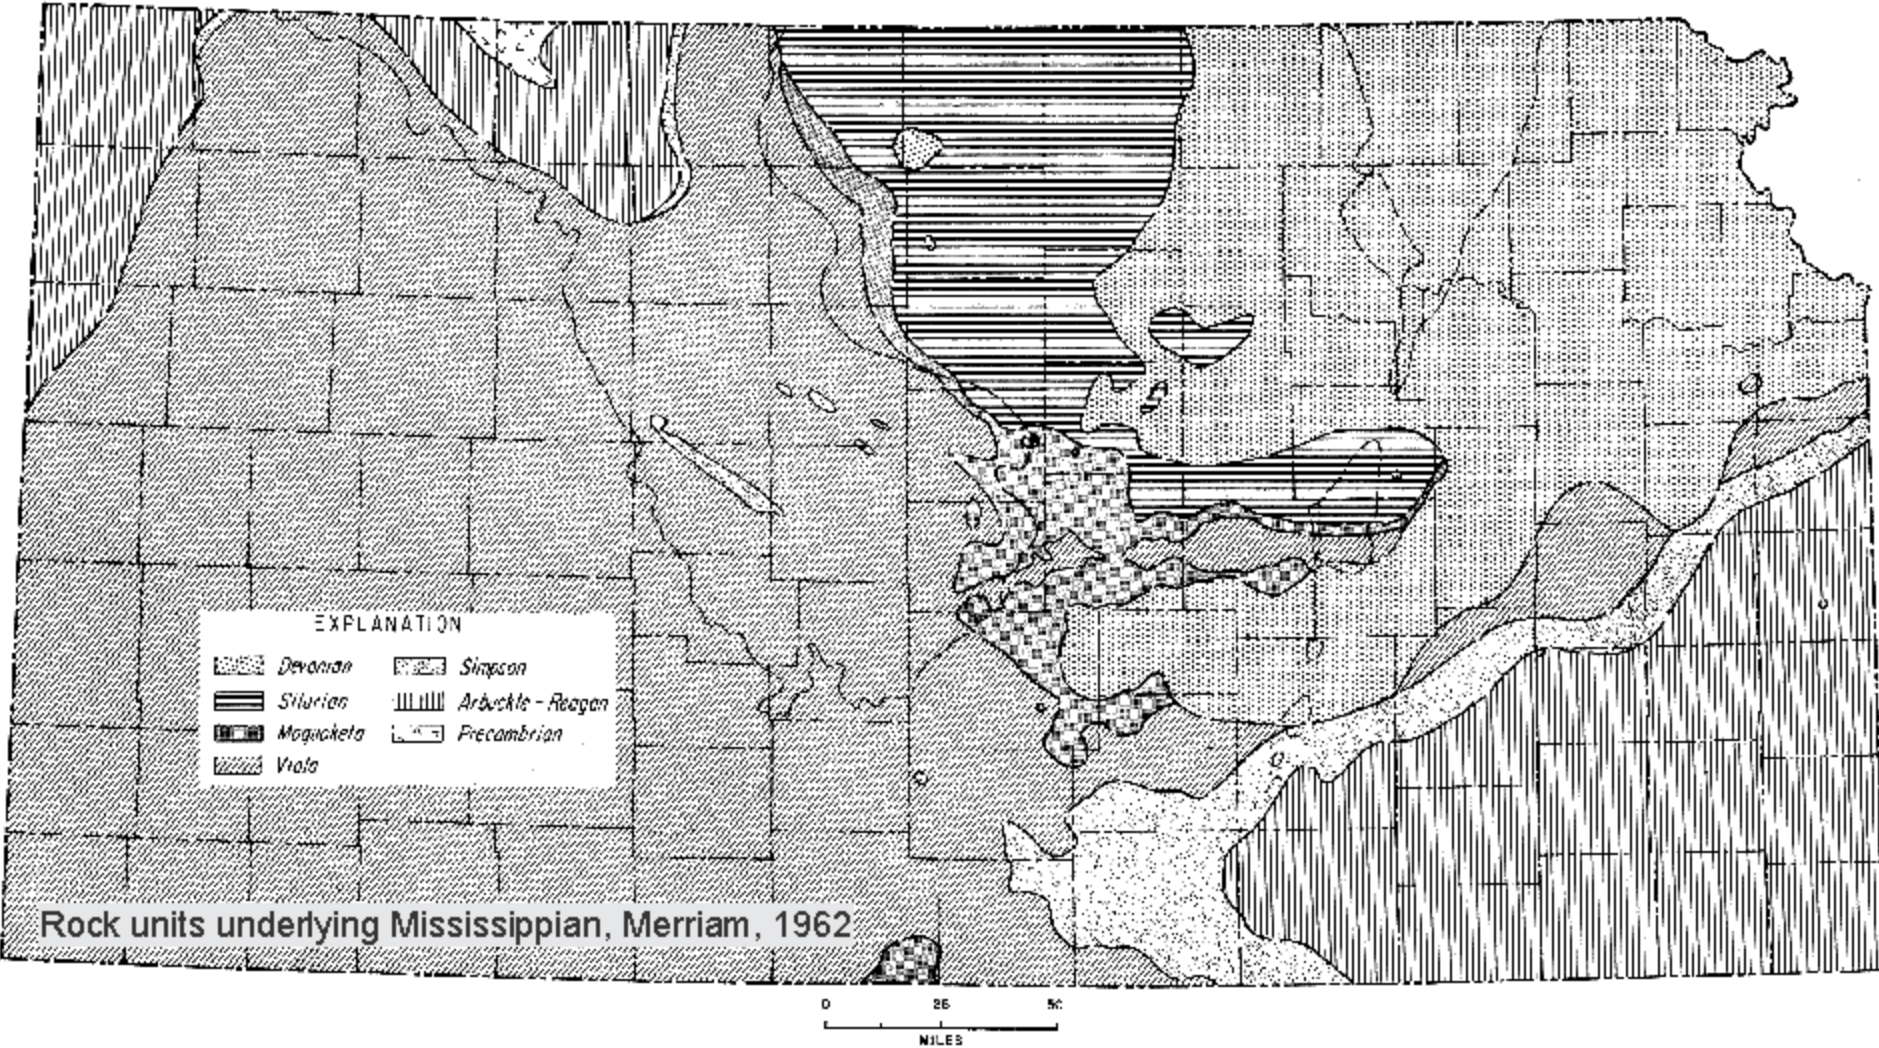 EXPLANATION
Devonian
Simpson
Silurian
Arbuckle - Reagan
Maquoketa
Precambrian
Viola
Rock units underlying Mississippian, Merriam, 1962
0 25 50
MILES